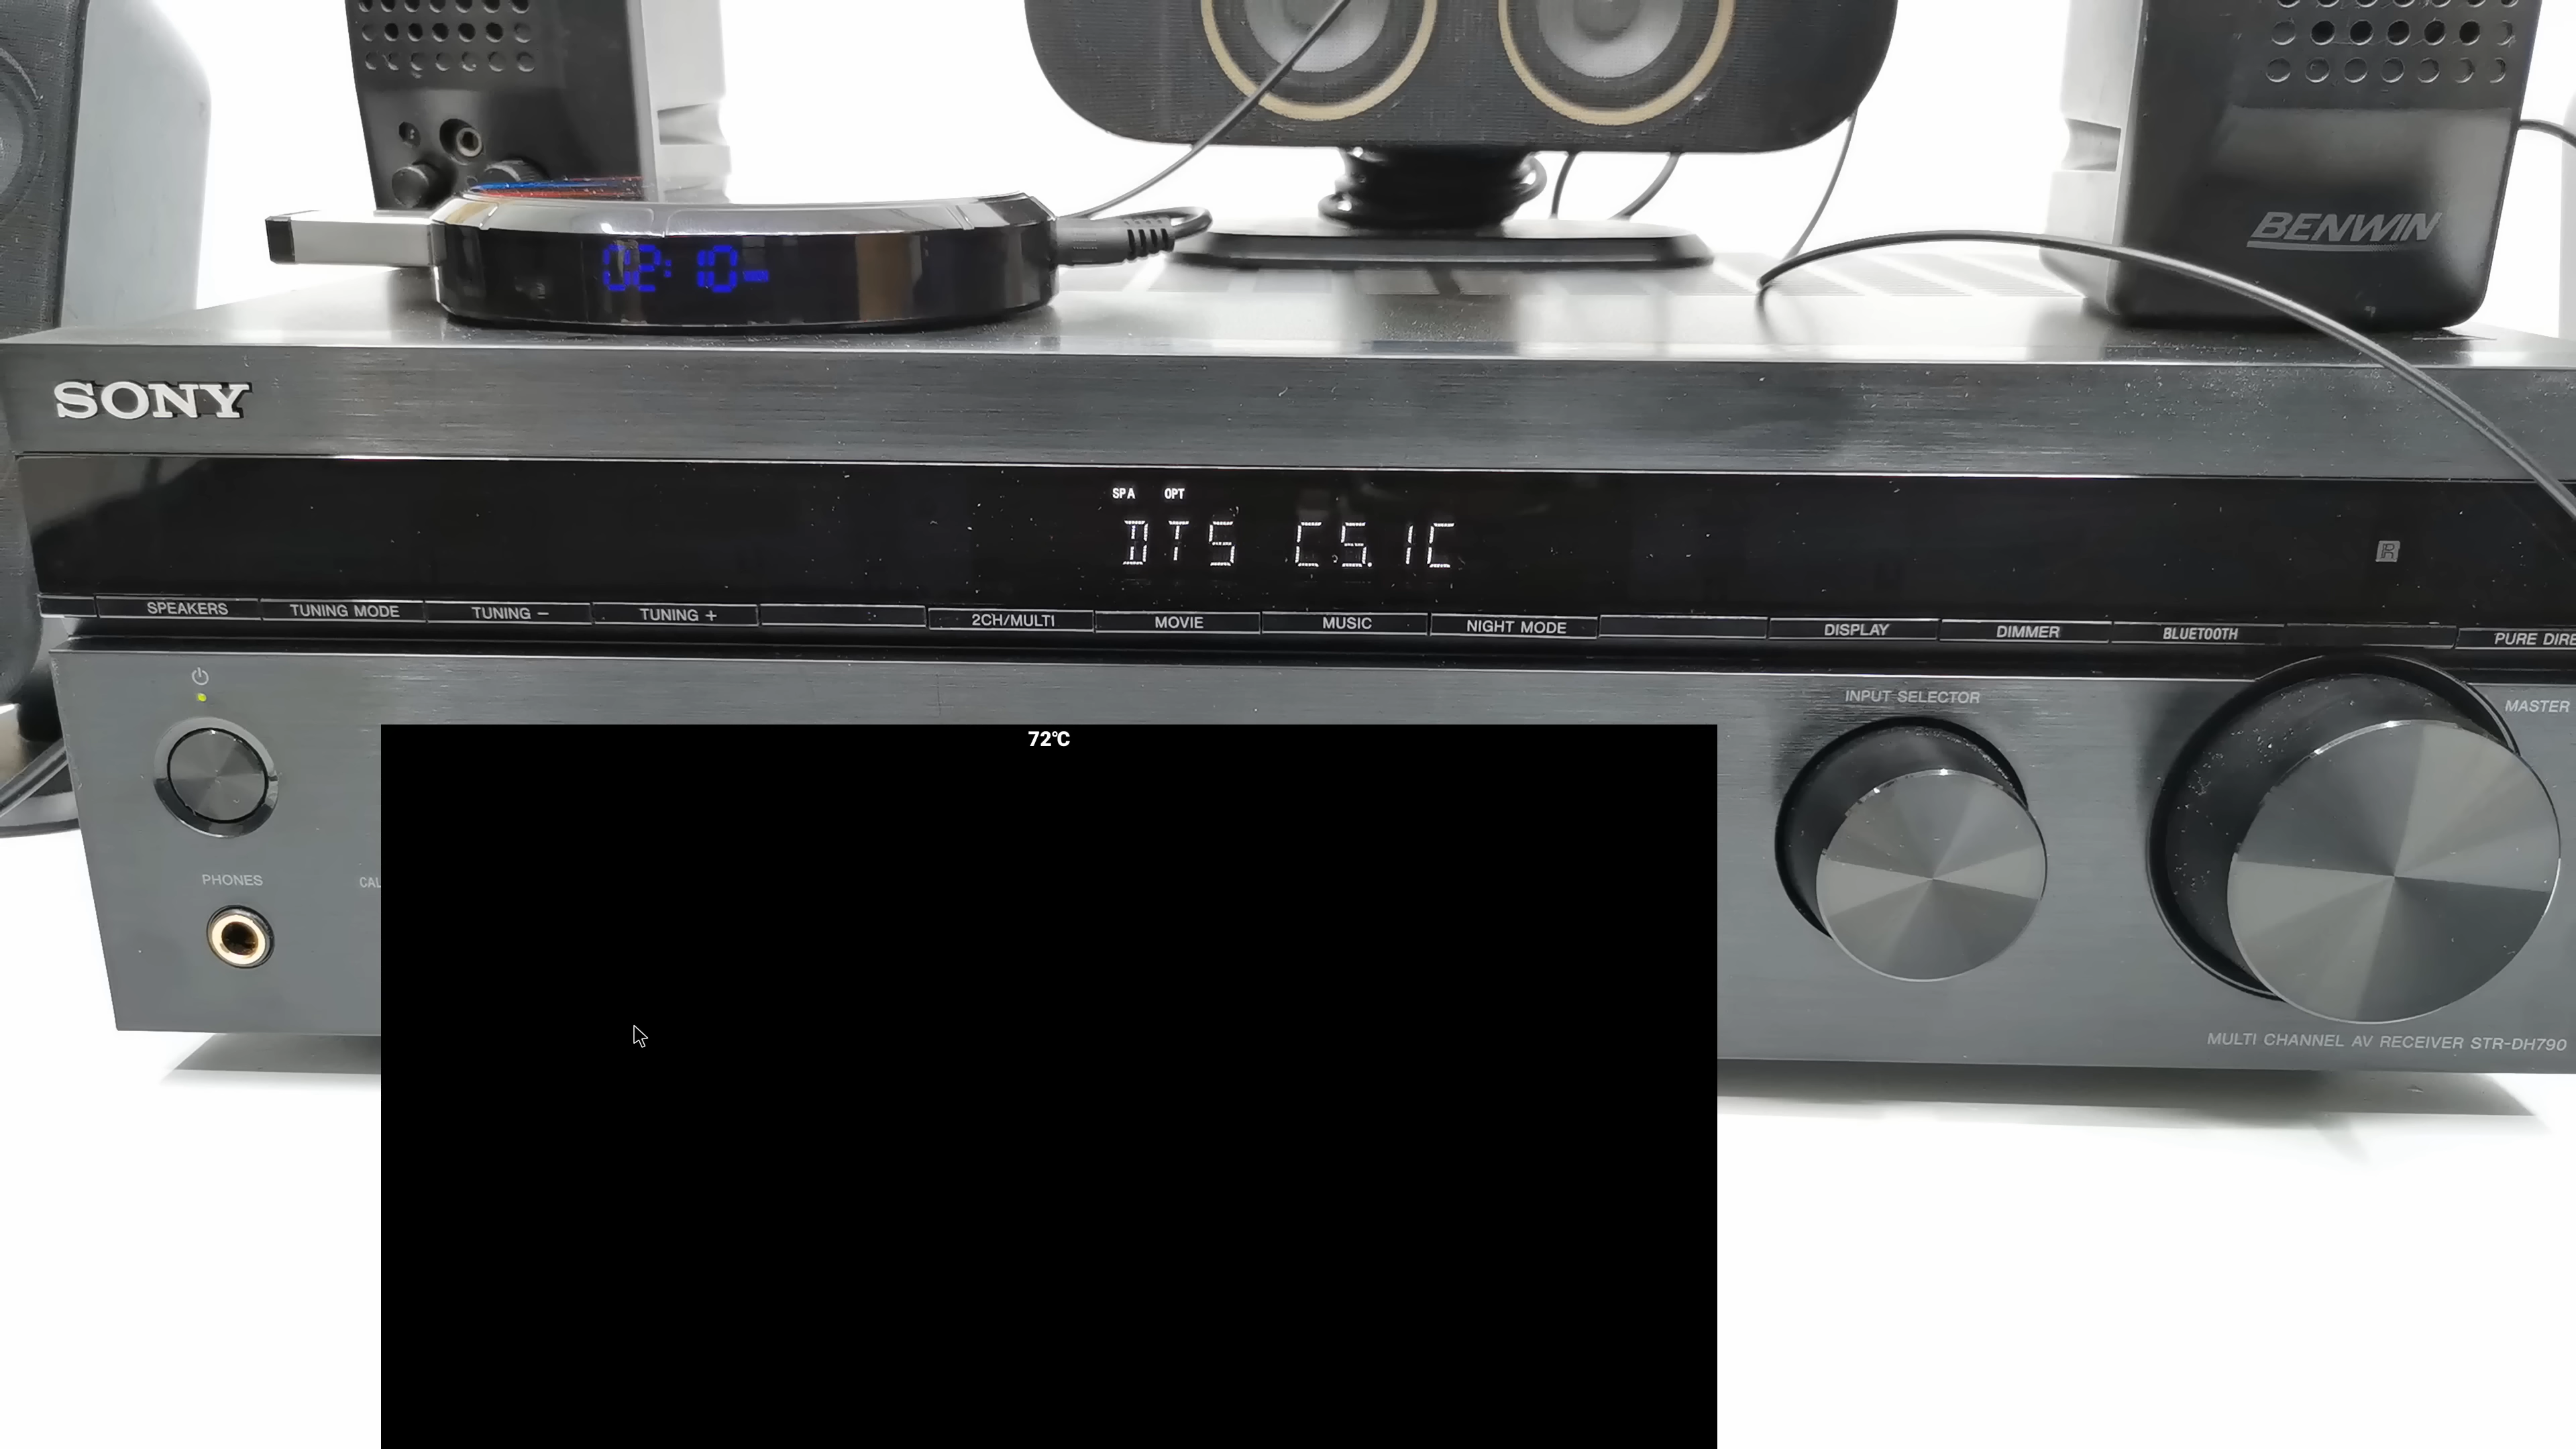 BENWIN
02:10
SONY
SP A OPT
DTS C5.1C
SPEAKERS TUNING MODE TUNING − TUNING + 2CH/MULTI MOVIE MUSIC NIGHT MODE DISPLAY DIMMER BLUETOOTH PURE DIRE
INPUT SELECTOR
MASTER
72°C
PHONES
CAL
MULTI CHANNEL AV RECEIVER STR-DH790